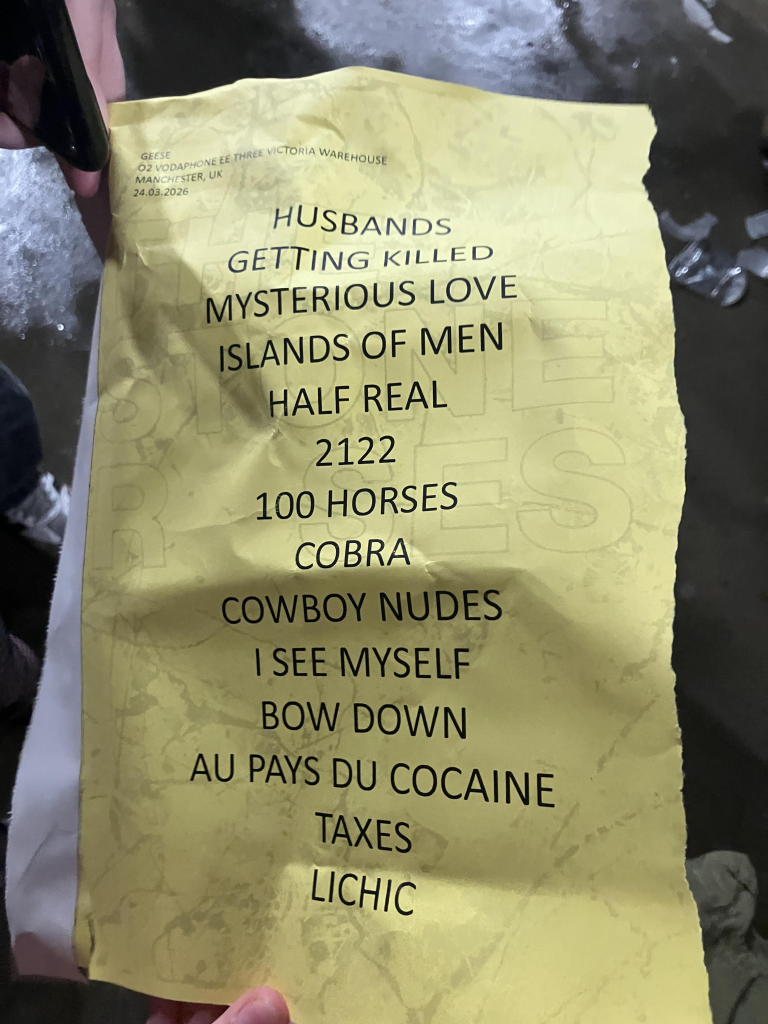 GEESE
O2 VODAPHONE EE THREE VICTORIA WAREHOUSE
MANCHESTER, UK
24.03.2026
HUSBANDS
GETTING KILLED
MYSTERIOUS LOVE
ISLANDS OF MEN
HALF REAL
2122
100 HORSES
COBRA
COWBOY NUDES
I SEE MYSELF
BOW DOWN
AU PAYS DU COCAINE
TAXES
LICHIC